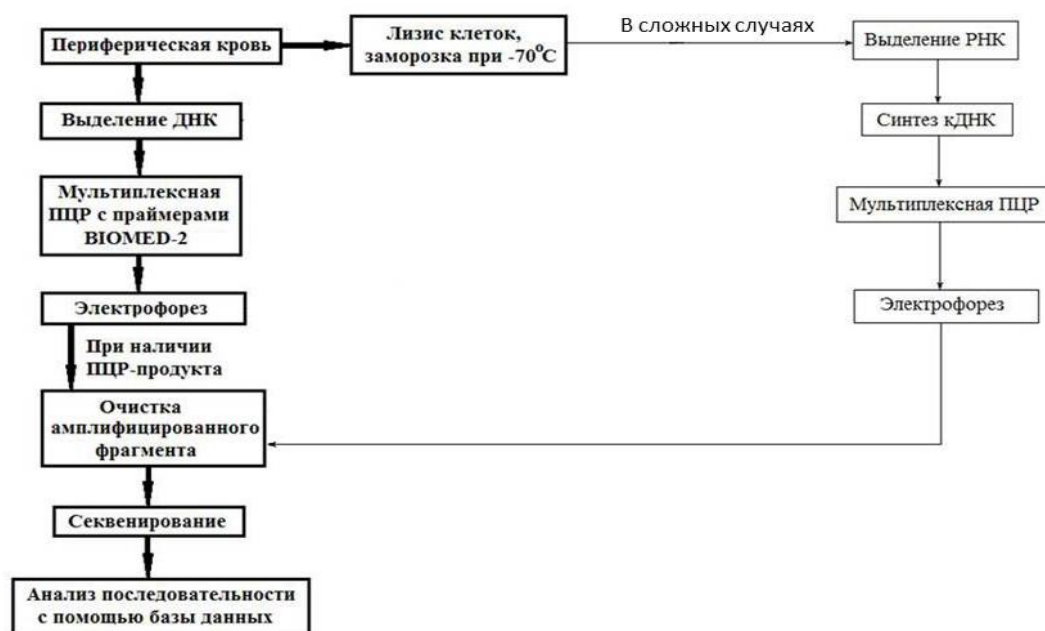 Периферическая кровь
Лизис клеток,
заморозка при -70°С
В сложных случаях
Выделение РНК
Выделение ДНК
Синтез кДНК
Мультиплексная
ПЦР с праймерами
BIOMED-2
Мультиплексная ПЦР
Электрофорез
Электрофорез
При наличии
ПЦР-продукта
Очистка
амплифицированного
фрагмента
Секвенирование
Анализ последовательности
с помощью базы данных